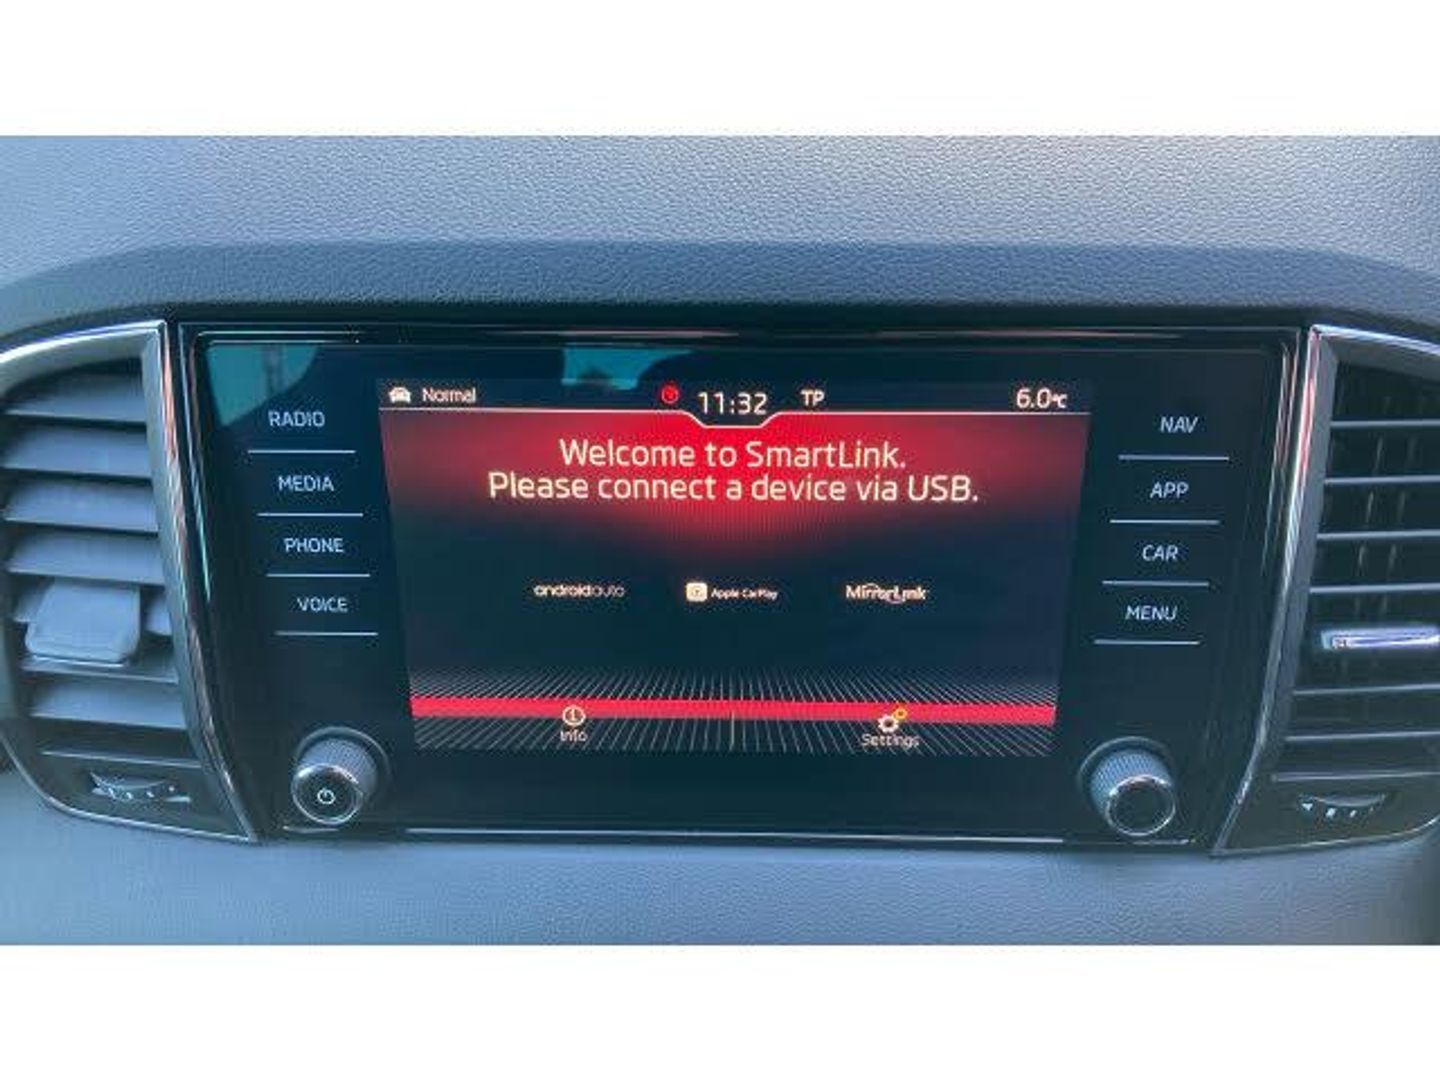 Normal
11:32
TP
6.0°C
Welcome to SmartLink.
Please connect a device via USB.
androidauto
Apple CarPlay
MirrorLink
Info
Settings
RADIO
MEDIA
PHONE
VOICE
NAV
APP
CAR
MENU